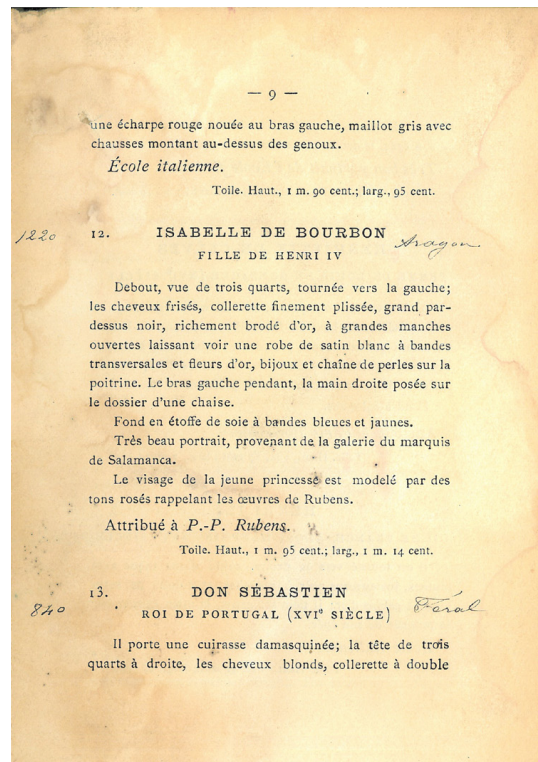 — 9 —
une écharpe rouge nouée au bras gauche, maillot gris avec
chausses montant au-dessus des genoux.
École italienne.
Toile. Haut., 1 m. 90 cent.; larg., 95 cent.
1220 12. ISABELLE DE BOURBON Aragon
FILLE DE HENRI IV
Debout, vue de trois quarts, tournée vers la gauche;
les cheveux frisés, collerette finement plissée, grand par-
dessus noir, richement brodé d'or, à grandes manches
ouvertes laissant voir une robe de satin blanc à bandes
transversales et fleurs d'or, bijoux et chaîne de perles sur la
poitrine. Le bras gauche pendant, la main droite posée sur
le dossier d'une chaise.
Fond en étoffe de soie à bandes bleues et jaunes.
Très beau portrait, provenant de la galerie du marquis
de Salamanca.
Le visage de la jeune princesse est modelé par des
tons rosés rappelant les œuvres de Rubens.
Attribué à P.-P. Rubens.
Toile. Haut., 1 m. 95 cent.; larg., 1 m. 14 cent.
840 13. DON SÉBASTIEN Féral
ROI DE PORTUGAL (XVIe SIÈCLE)
Il porte une cuirasse damasquinée; la tête de trois
quarts à droite, les cheveux blonds, collerette à double